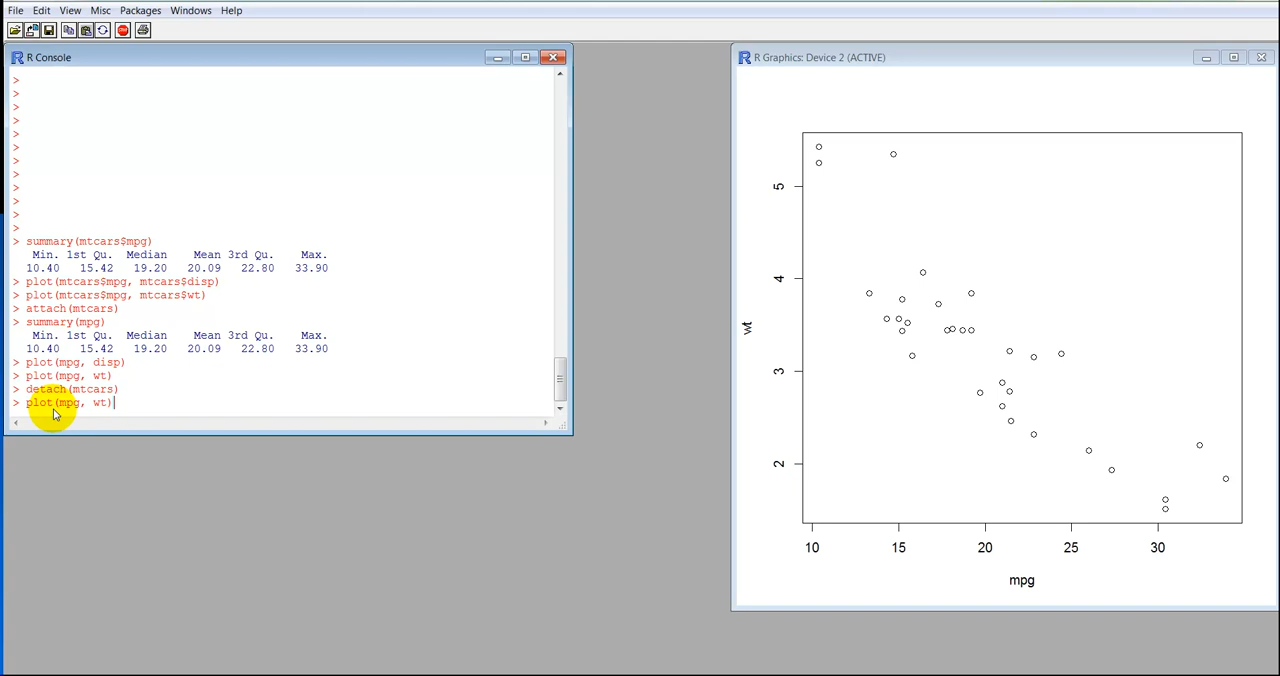 File Edit View Misc Packages Windows Help
STOP
R R Console
>
>
>
>
>
>
>
>
>
>
>
>
> summary(mtcars$mpg)
Min. 1st Qu. Median Mean 3rd Qu. Max.
10.40 15.42 19.20 20.09 22.80 33.90
> plot(mtcars$mpg, mtcars$disp)
> plot(mtcars$mpg, mtcars$wt)
> attach(mtcars)
> summary(mpg)
Min. 1st Qu. Median Mean 3rd Qu. Max.
10.40 15.42 19.20 20.09 22.80 33.90
> plot(mpg, disp)
> plot(mpg, wt)
> detach(mtcars)
> plot(mpg, wt)
R R Graphics: Device 2 (ACTIVE)
5
4
wt
3
2
10 15 20 25 30
mpg